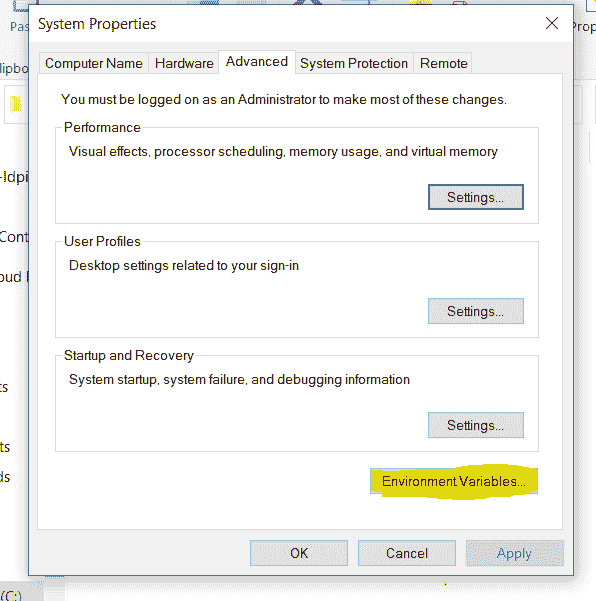 Pas
System Properties
Prop
lipbo
Computer Name Hardware Advanced System Protection Remote
You must be logged on as an Administrator to make most of these changes.
Performance
Visual effects, processor scheduling, memory usage, and virtual memory
-ldpi
Settings...
Cont
User Profiles
Desktop settings related to your sign-in
oud
Settings...
Startup and Recovery
System startup, system failure, and debugging information
ts
Settings...
ts
ds
Environment Variables...
OK Cancel Apply
(C:)